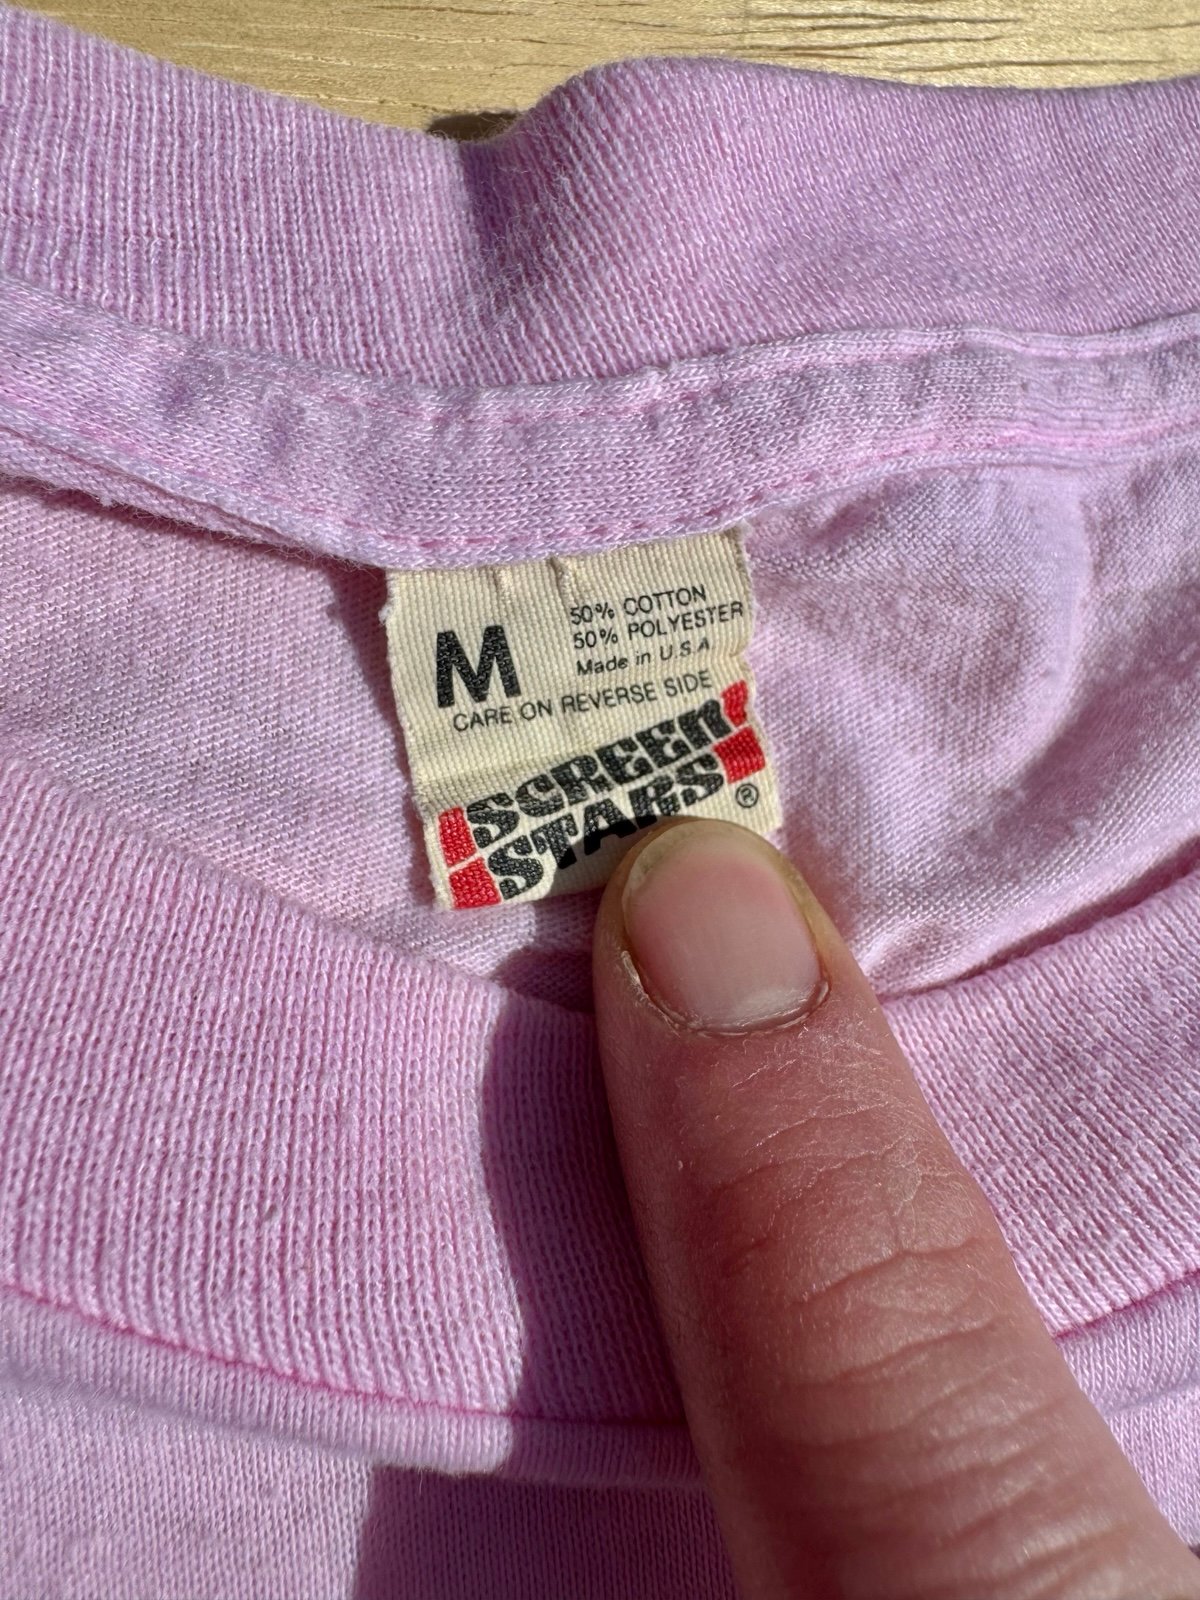 M
50% COTTON
50% POLYESTER
Made in U.S.A.
CARE ON REVERSE SIDE
SCREEN
STARS
®